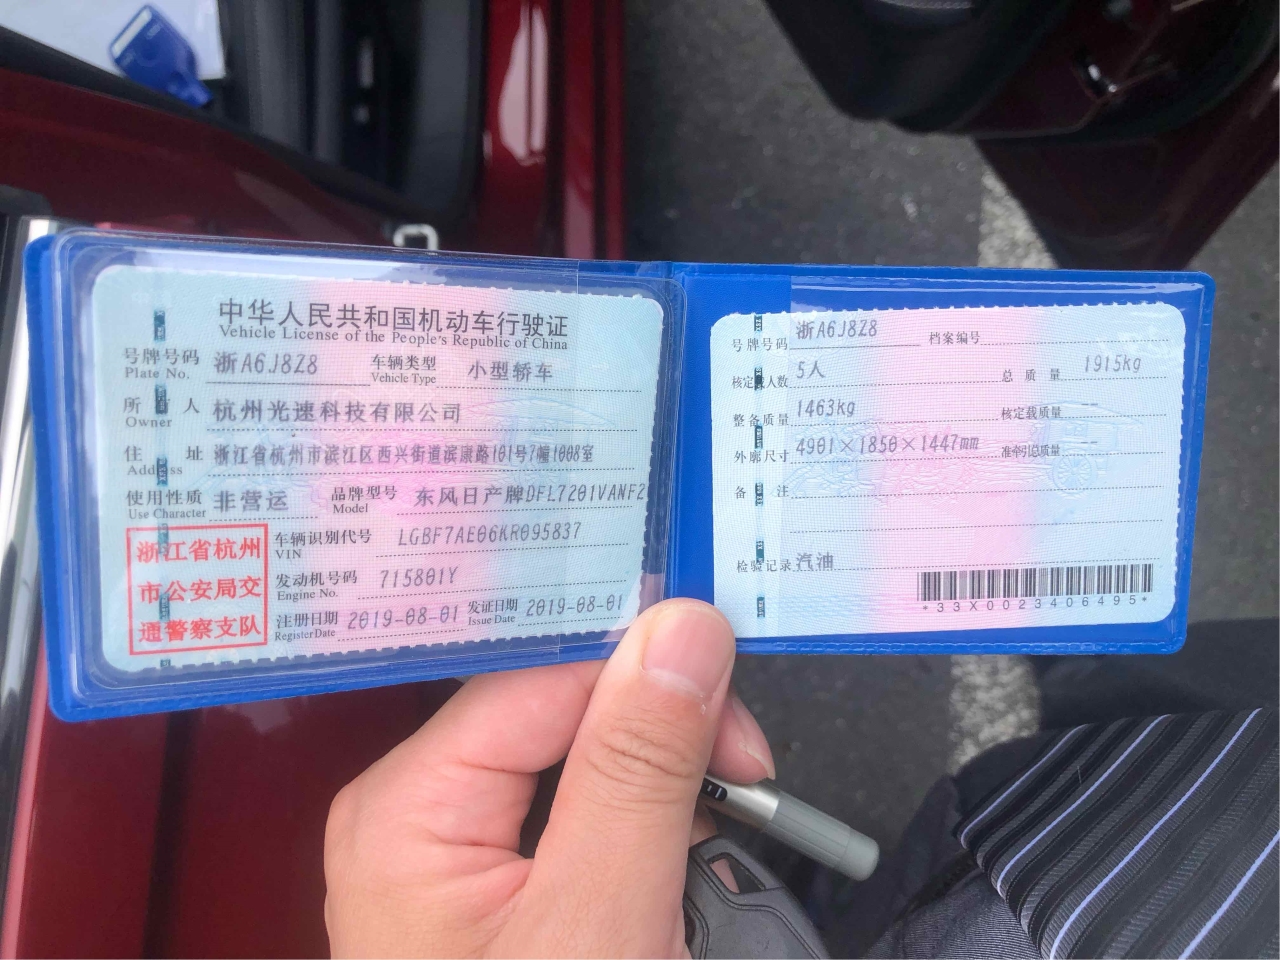 中华人民共和国机动车行驶证
Vehicle License of the People's Republic of China
号牌号码 浙A6J8Z8 车辆类型 小型轿车
Plate No. Vehicle Type
所 人 杭州光速科技有限公司
Owner
住 址 浙江省杭州市滨江区西兴街道滨康路101号7幢1008室
Address
使用性质 非营运 品牌型号 东风日产牌DFL7201VANF2
Use Character Model
浙江省杭州
市公安局交
通警察支队
车辆识别代号 LGBF7AE06KR095837
VIN
发动机号码 715801Y
Engine No.
注册日期 2019-08-01 发证日期 2019-08-01
Register Date Issue Date
号牌号码 浙A6J8Z8 档案编号
核定 人数 5人 总 质 量 1915kg
整备质量 1463kg 核定载质量 --
外廓尺寸 4901×1850×1447mm 准牵引总质量 --
备 注
检验记录 汽油
*33X0023406495*